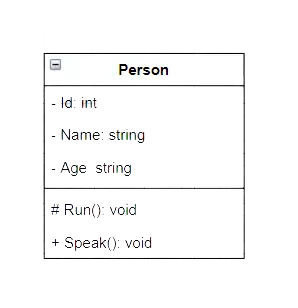 Person
- Id: int
- Name: string
- Age  string
# Run(): void
+ Speak(): void